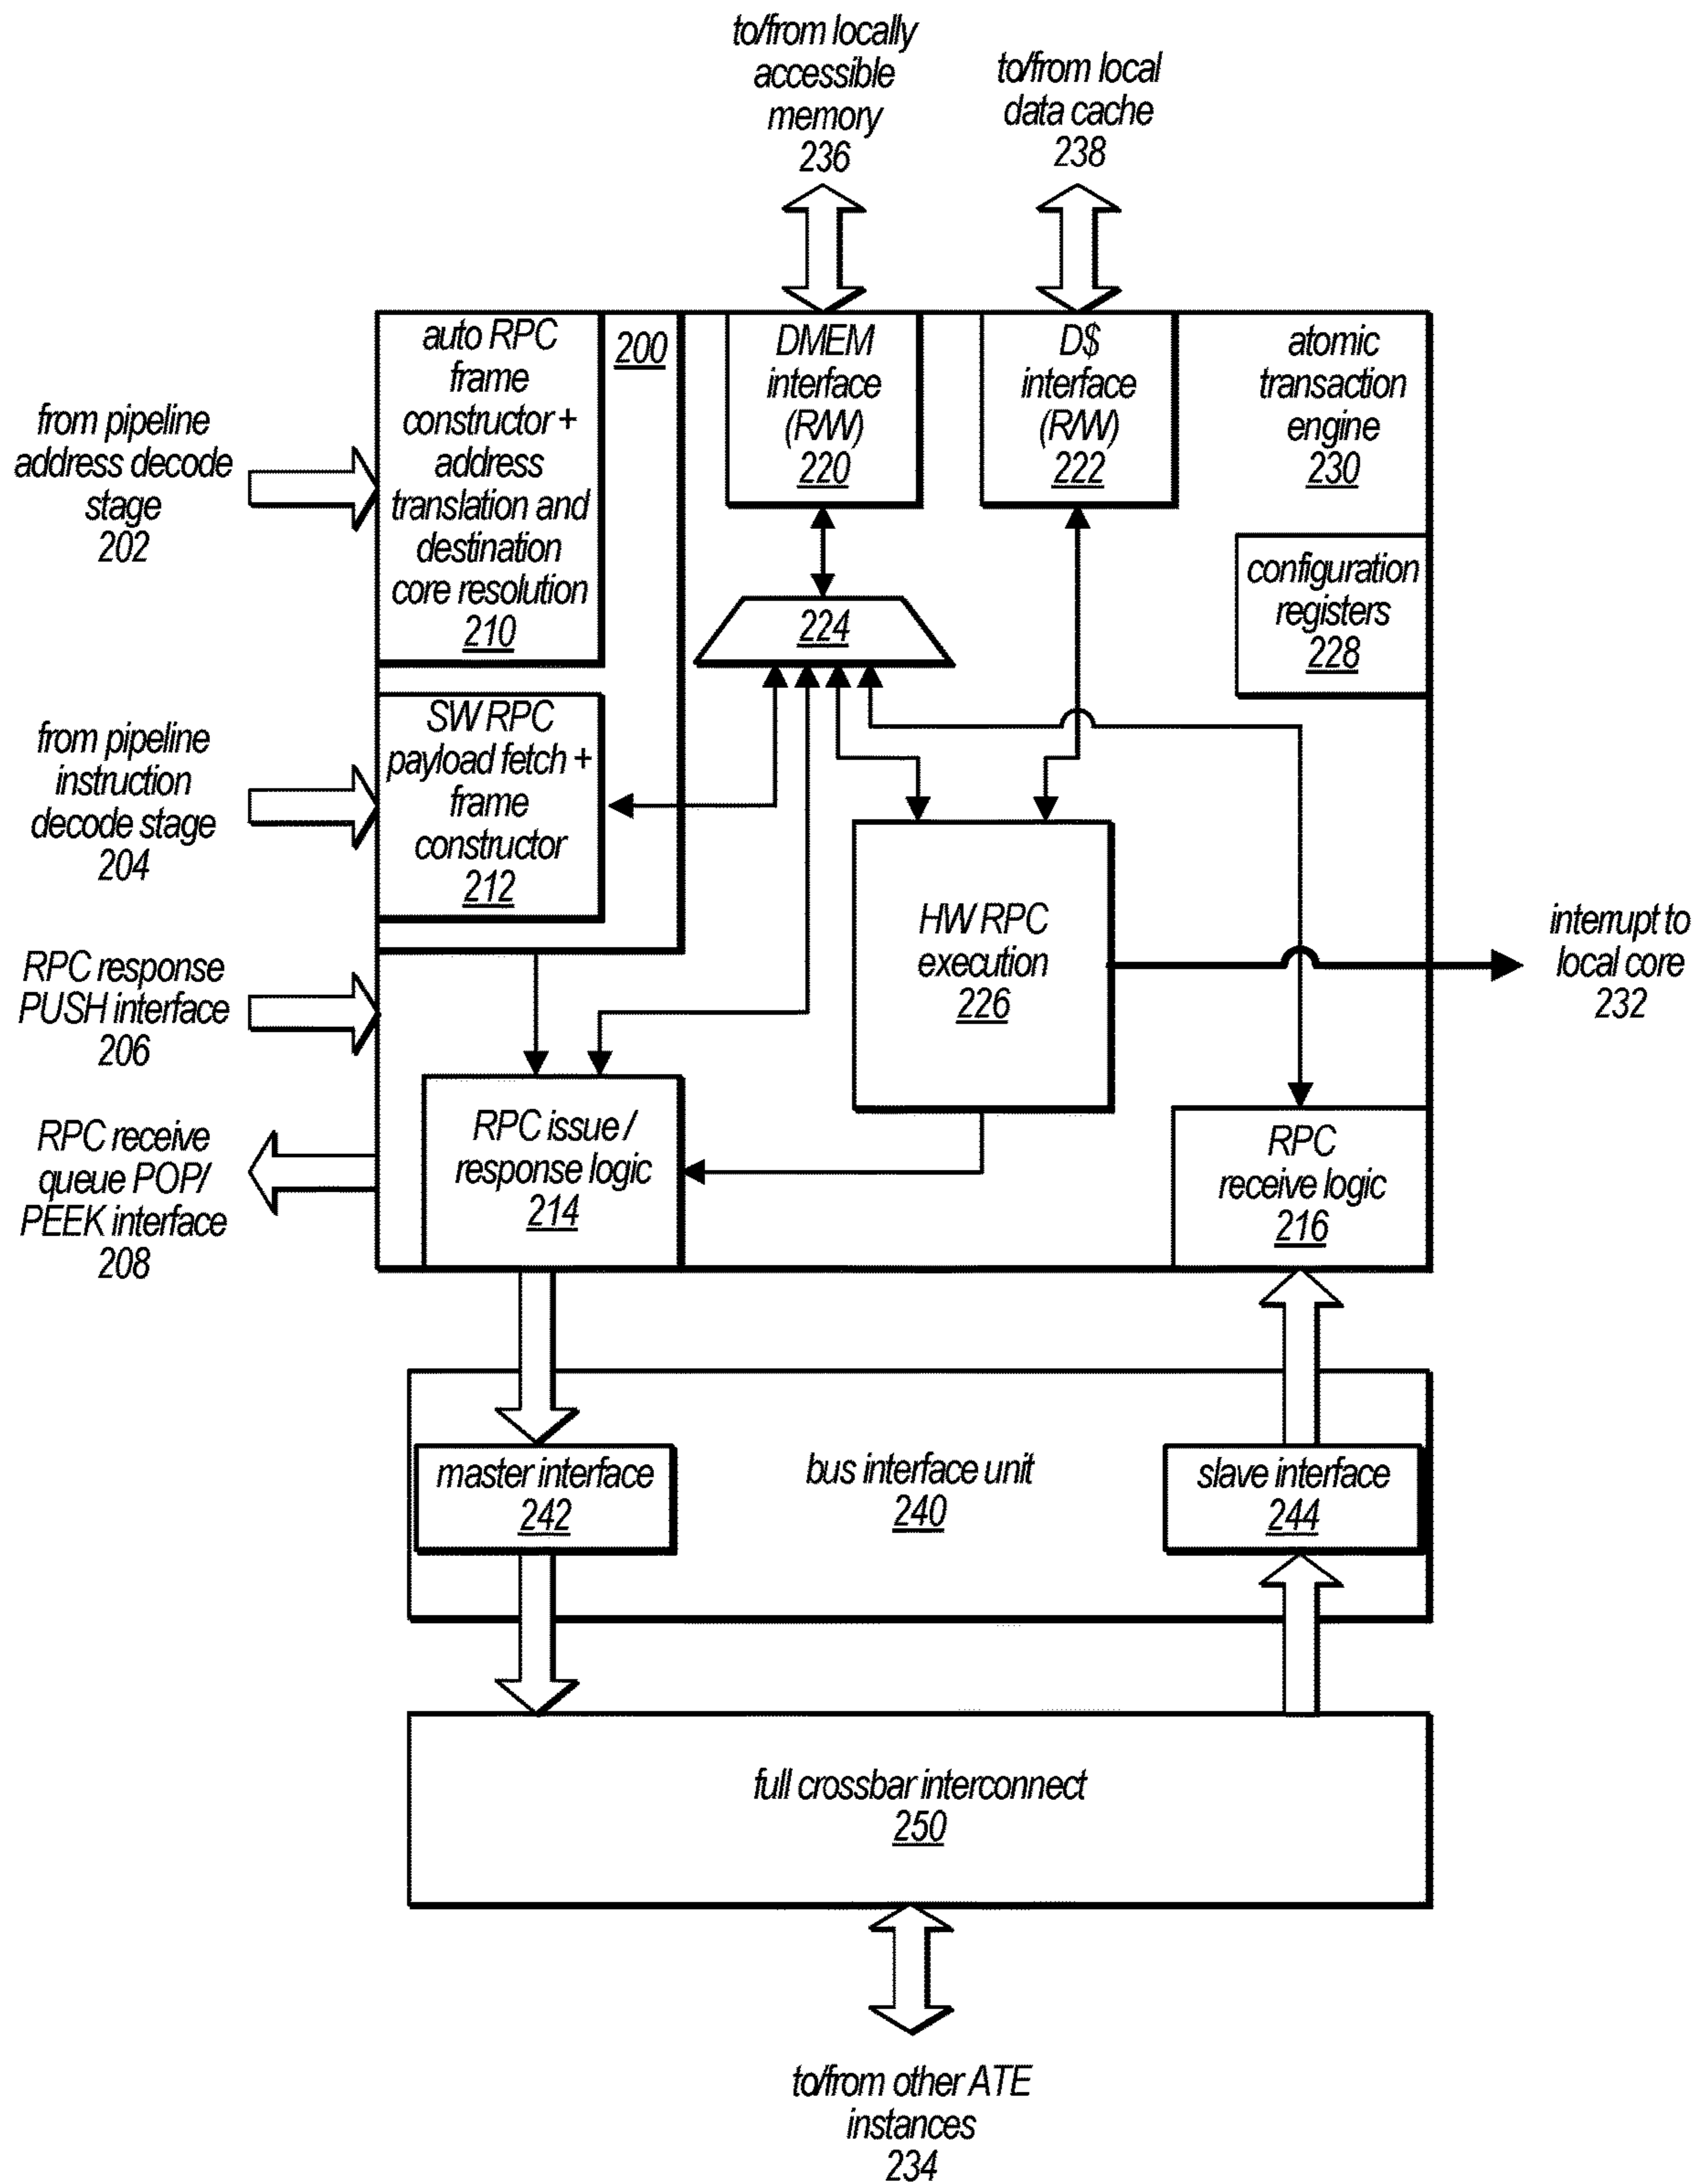 to/from locally
accessible
memory
236
to/from local
data cache
238
auto RPC
frame
constructor +
address
translation and
destination
core resolution
210
200
DMEM
interface
(R/W)
220
D$
interface
(R/W)
222
atomic
transaction
engine
230
from pipeline
address decode
stage
202
configuration
registers
228
224
from pipeline
instruction
decode stage
204
SW RPC
payload fetch +
frame
constructor
212
HW RPC
execution
226
interrupt to
local core
232
RPC response
PUSH interface
206
RPC receive
queue POP/
PEEK interface
208
RPC issue /
response logic
214
RPC
receive logic
216
master interface
242
bus interface unit
240
slave interface
244
full crossbar interconnect
250
to/from other ATE
instances
234